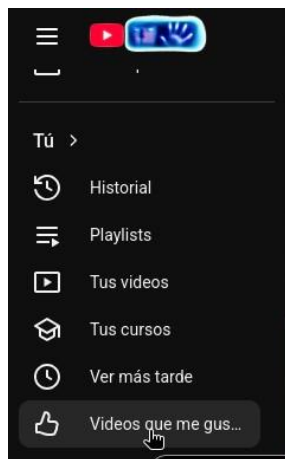 Tú
Historial
Playlists
Tus videos
Tus cursos
Ver más tarde
Videos que me gus...